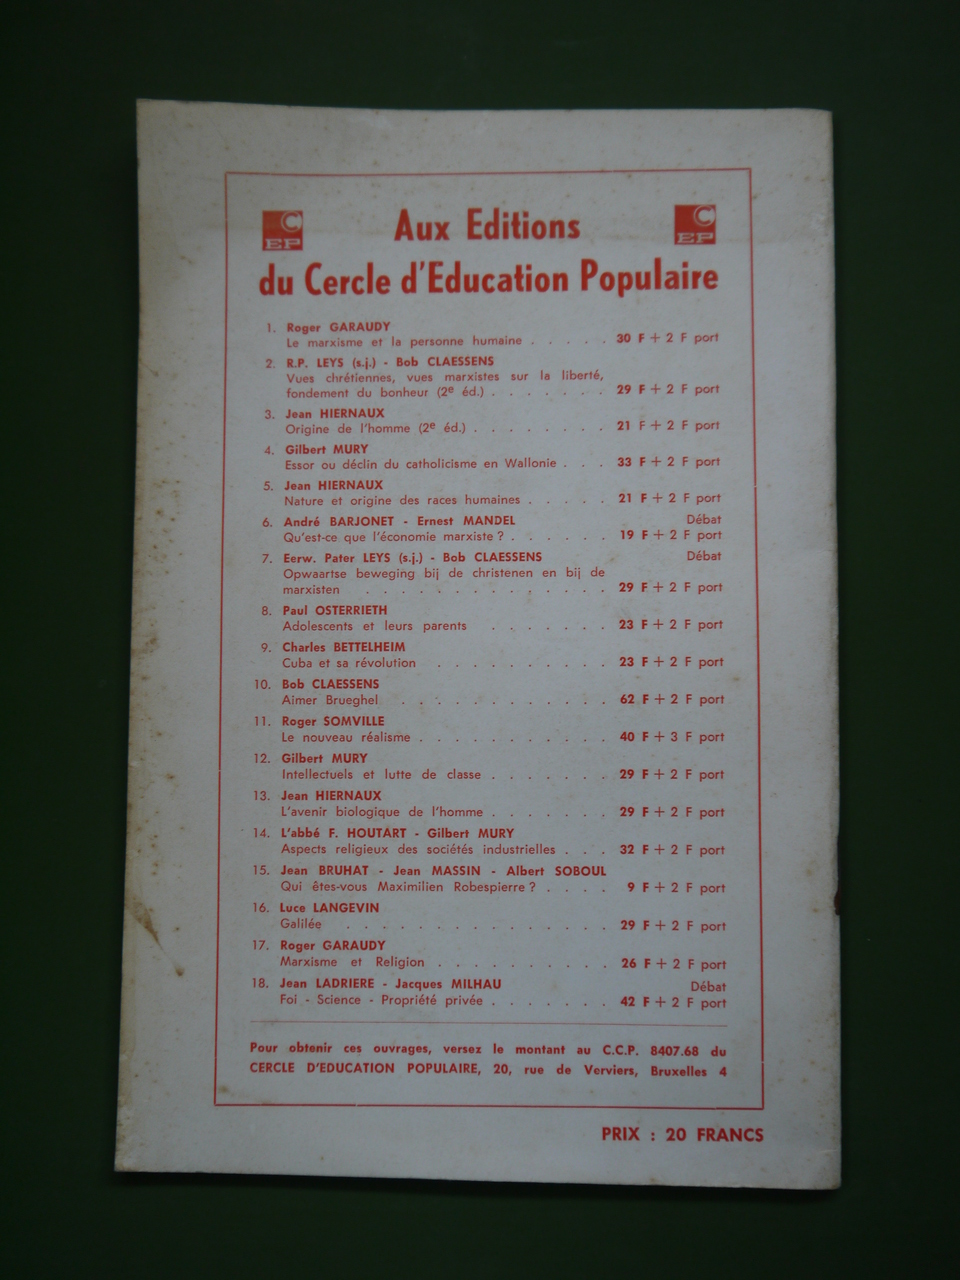 C EP
Aux Editions
C EP
du Cercle d'Education Populaire
1. Roger GARAUDY
Le marxisme et la personne humaine . . . . . 30 F + 2 F port
2. R.P. LEYS (s.j.) - Bob CLAESSENS
Vues chrétiennes, vues marxistes sur la liberté,
fondement du bonheur (2e éd.) . . . . . . . 29 F + 2 F port
3. Jean HIERNAUX
Origine de l'homme (2e éd.) . . . . . . . . 21 F + 2 F port
4. Gilbert MURY
Essor ou déclin du catholicisme en Wallonie . . . 33 F + 2 F port
5. Jean HIERNAUX
Nature et origine des races humaines . . . . . 21 F + 2 F port
6. André BARJONET - Ernest MANDEL Débat
Qu'est-ce que l'économie marxiste ? . . . . . . 19 F + 2 F port
7. Eerw. Pater LEYS (s.j.) - Bob CLAESSENS Débat
Opwaartse beweging bij de christenen en bij de
marxisten . . . . . . . . . . . . . 29 F + 2 F port
8. Paul OSTERRIETH
Adolescents et leurs parents . . . . . . . 23 F + 2 F port
9. Charles BETTELHEIM
Cuba et sa révolution . . . . . . . . . . 23 F + 2 F port
10. Bob CLAESSENS
Aimer Brueghel . . . . . . . . . . . . 62 F + 2 F port
11. Roger SOMVILLE
Le nouveau réalisme . . . . . . . . . . . 40 F + 3 F port
12. Gilbert MURY
Intellectuels et lutte de classe . . . . . . . 29 F + 2 F port
13. Jean HIERNAUX
L'avenir biologique de l'homme . . . . . . . 29 F + 2 F port
14. L'abbé F. HOUTART - Gilbert MURY
Aspects religieux des sociétés industrielles . . . 32 F + 2 F port
15. Jean BRUHAT - Jean MASSIN - Albert SOBOUL
Qui êtes-vous Maximilien Robespierre ? . . . . 9 F + 2 F port
16. Luce LANGEVIN
Galilée . . . . . . . . . . . . . . 29 F + 2 F port
17. Roger GARAUDY
Marxisme et Religion . . . . . . . . . . 26 F + 2 F port
18. Jean LADRIERE - Jacques MILHAU Débat
Foi - Science - Propriété privée . . . . . . . 42 F + 2 F port
Pour obtenir ces ouvrages, versez le montant au C.C.P. 8407.68 du
CERCLE D'EDUCATION POPULAIRE, 20, rue de Verviers, Bruxelles 4
PRIX : 20 FRANCS